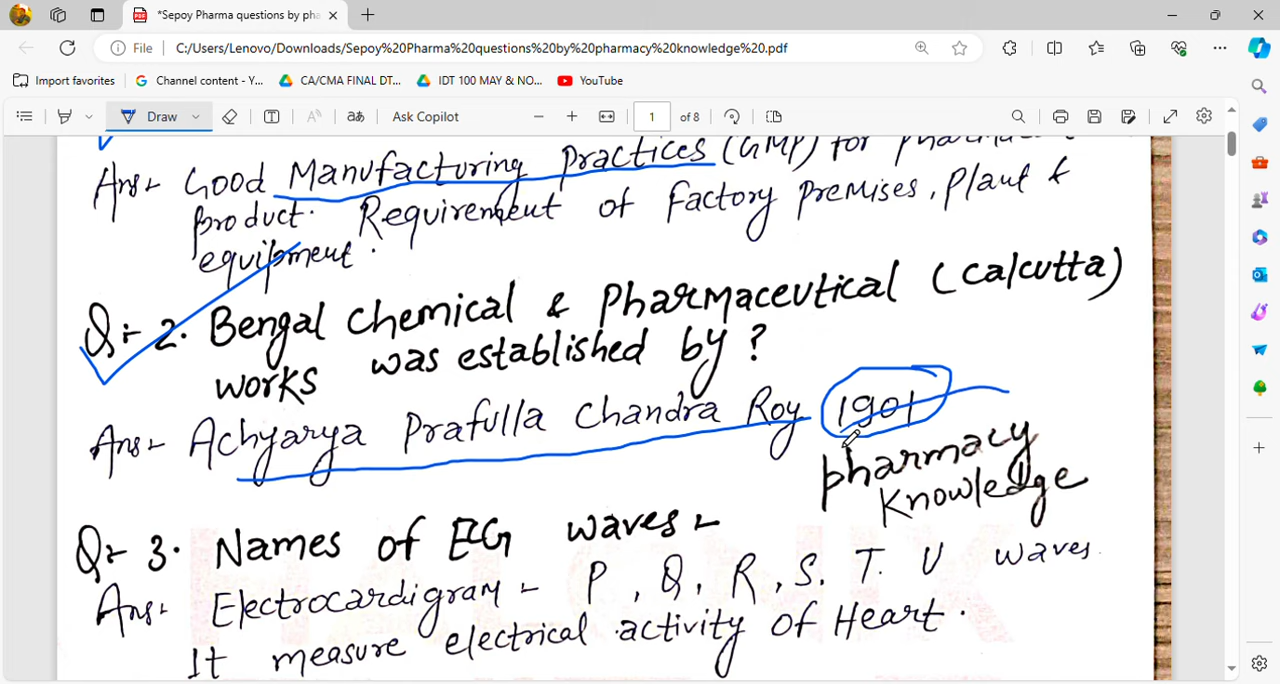 *Sepoy Pharma questions by pha
File C:/Users/Lenovo/Downloads/Sepoy%20Pharma%20questions%20by%20pharmacy%20knowledge%20.pdf
Import favorites Channel content - Y... CA/CMA FINAL DT... IDT 100 MAY & NO... YouTube
Draw Ask Copilot 1 of 8
Ans- Good Manufacturing Practices (GMP) for
Product. Requirement of Factory Premises, Plant &
equipment.
Q:- 2. Bengal Chemical & Pharmaceutical (Calcutta)
works was established by?
Ans- Achyarya Prafulla Chandra Roy 1901
Pharmacy
Knowledge
Q:- 3. Names of ECG waves -
Ans- Electrocardigram - P, Q, R, S. T. U waves
It measure electrical activity of Heart.